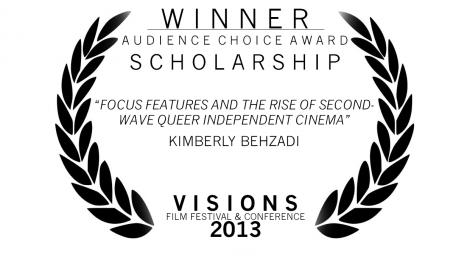 WINNER
AUDIENCE CHOICE AWARD
SCHOLARSHIP
“FOCUS FEATURES AND THE RISE OF SECOND-
WAVE QUEER INDEPENDENT CINEMA”
KIMBERLY BEHZADI
VISIONS
FILM FESTIVAL & CONFERENCE
2013